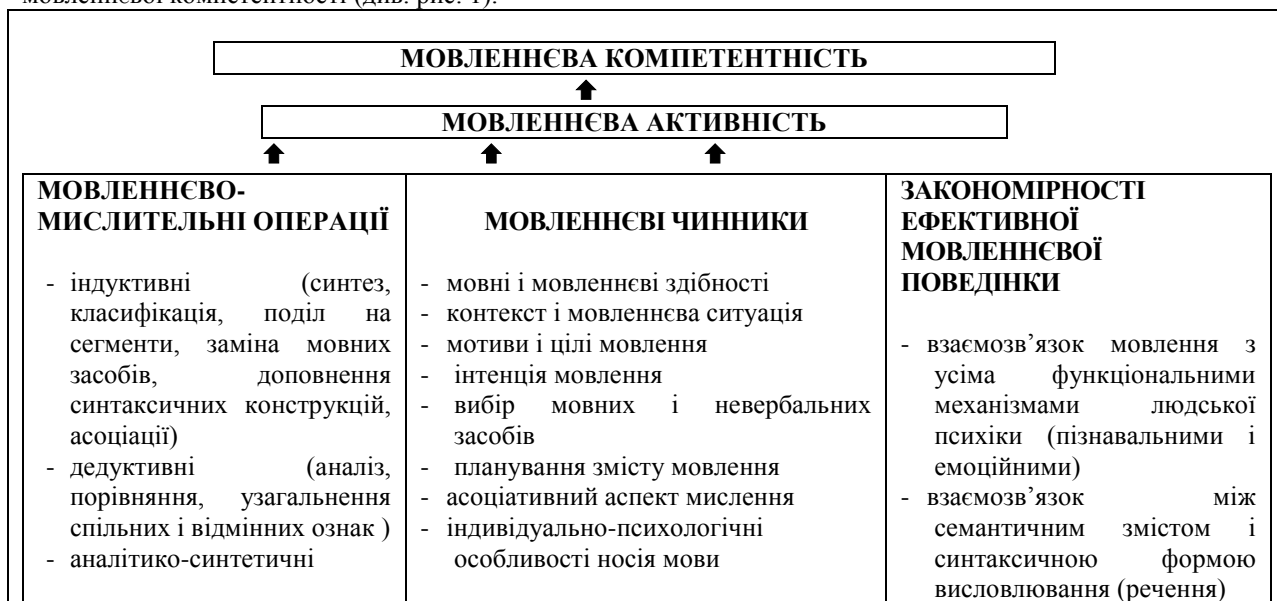 мовленнєвої компетентності (див. рис. 1).
МОВЛЕННЄВА КОМПЕТЕНТНІСТЬ
МОВЛЕННЄВА АКТИВНІСТЬ
МОВЛЕННЄВО-
МИСЛИТЕЛЬНІ ОПЕРАЦІЇ
- індуктивні (синтез,
класифікація, поділ на
сегменти, заміна мовних
засобів, доповнення
синтаксичних конструкцій,
асоціації)
- дедуктивні (аналіз,
порівняння, узагальнення
спільних і відмінних ознак )
- аналітико-синтетичні
МОВЛЕННЄВІ ЧИННИКИ
- мовні і мовленнєві здібності
- контекст і мовленнєва ситуація
- мотиви і цілі мовлення
- інтенція мовлення
- вибір мовних і невербальних
засобів
- планування змісту мовлення
- асоціативний аспект мислення
- індивідуально-психологічні
особливості носія мови
ЗАКОНОМІРНОСТІ
ЕФЕКТИВНОЇ
МОВЛЕННЄВОЇ
ПОВЕДІНКИ
- взаємозв’язок мовлення з
усіма функціональними
механізмами людської
психіки (пізнавальними і
емоційними)
- взаємозв’язок між
семантичним змістом і
синтаксичною формою
висловлювання (речення)